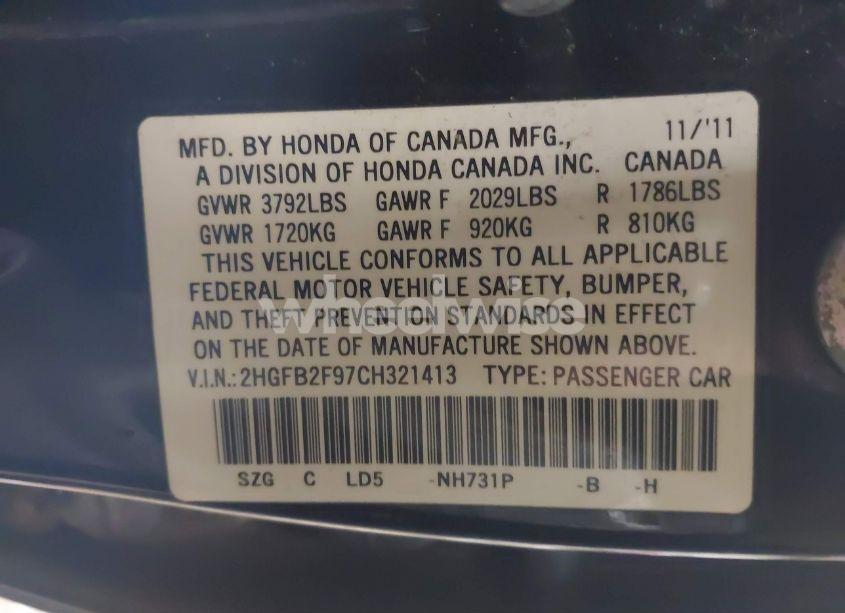 MFD. BY HONDA OF CANADA MFG., 11/'11
A DIVISION OF HONDA CANADA INC. CANADA
GVWR 3792LBS GAWR F 2029LBS R 1786LBS
GVWR 1720KG GAWR F 920KG R 810KG
THIS VEHICLE CONFORMS TO ALL APPLICABLE
FEDERAL MOTOR VEHICLE SAFETY, BUMPER,
AND THEFT PREVENTION STANDARDS IN EFFECT
wheelwise
ON THE DATE OF MANUFACTURE SHOWN ABOVE.
V.I.N.: 2HGFB2F97CH321413 TYPE: PASSENGER CAR
SZG C LD5 -NH731P -B -H